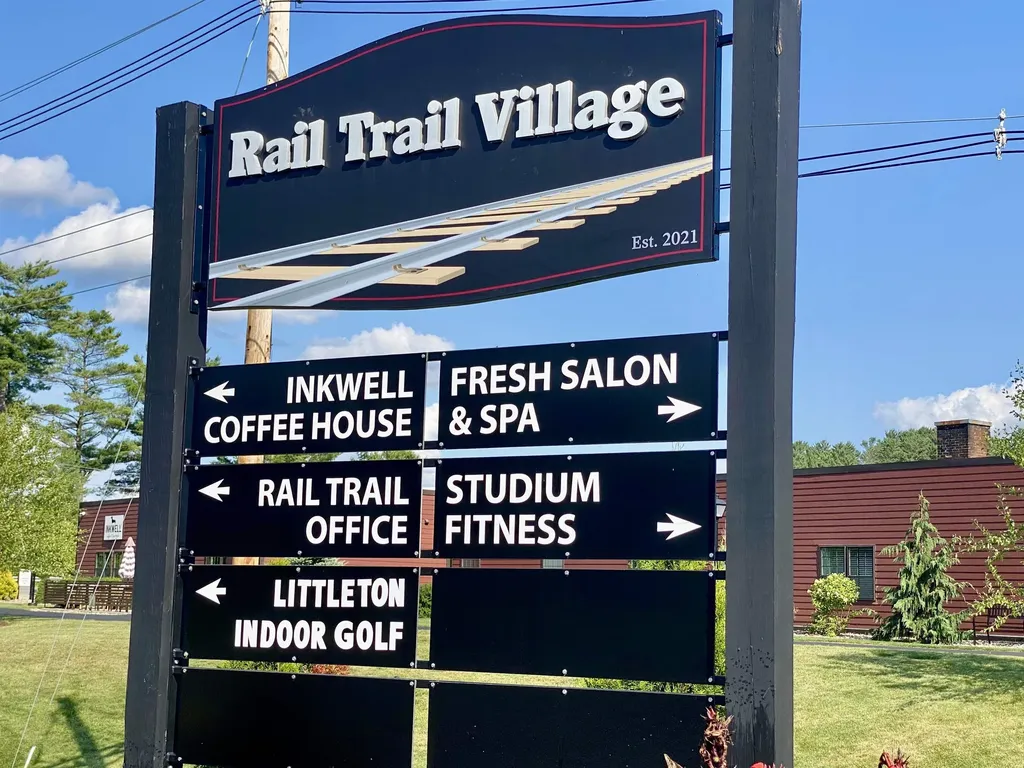 Rail Trail Village
Est. 2021
INKWELL
COFFEE HOUSE
FRESH SALON
& SPA
RAIL TRAIL
OFFICE
STUDIUM
FITNESS
LITTLETON
INDOOR GOLF
INKWELL